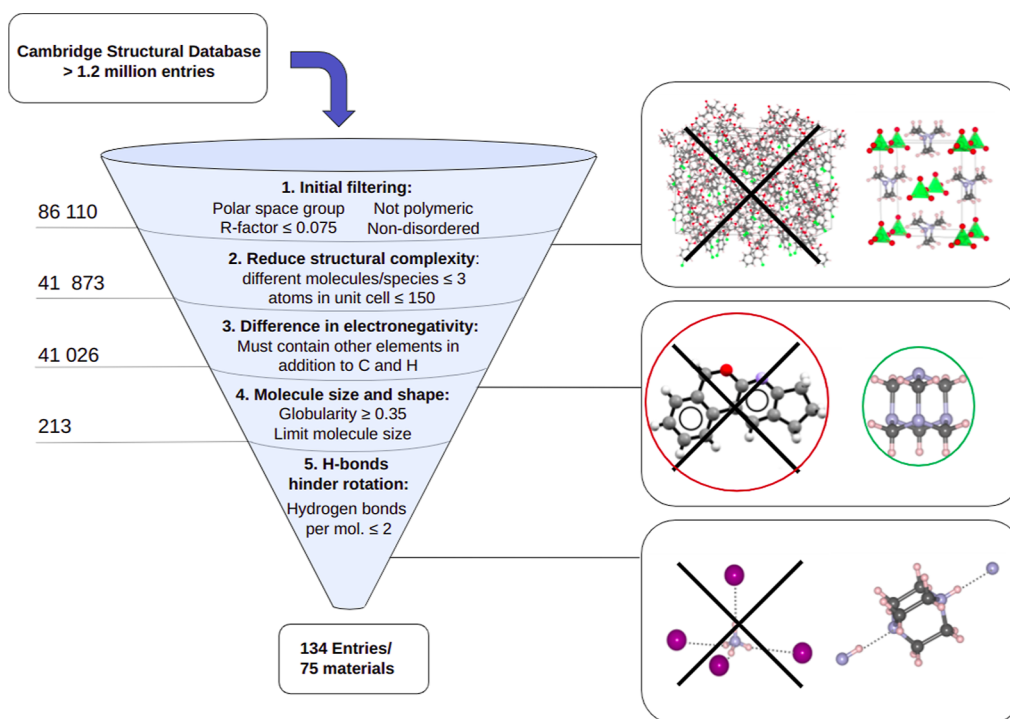 Cambridge Structural Database
> 1.2 million entries
1. Initial filtering:
Polar space group Not polymeric
R-factor ≤ 0.075 Non-disordered
86 110
2. Reduce structural complexity:
different molecules/species ≤ 3
atoms in unit cell ≤ 150
41 873
3. Difference in electronegativity:
Must contain other elements in
addition to C and H
41 026
4. Molecule size and shape:
Globularity ≥ 0.35
Limit molecule size
213
5. H-bonds
hinder rotation:
Hydrogen bonds
per mol. ≤ 2
134 Entries/
75 materials